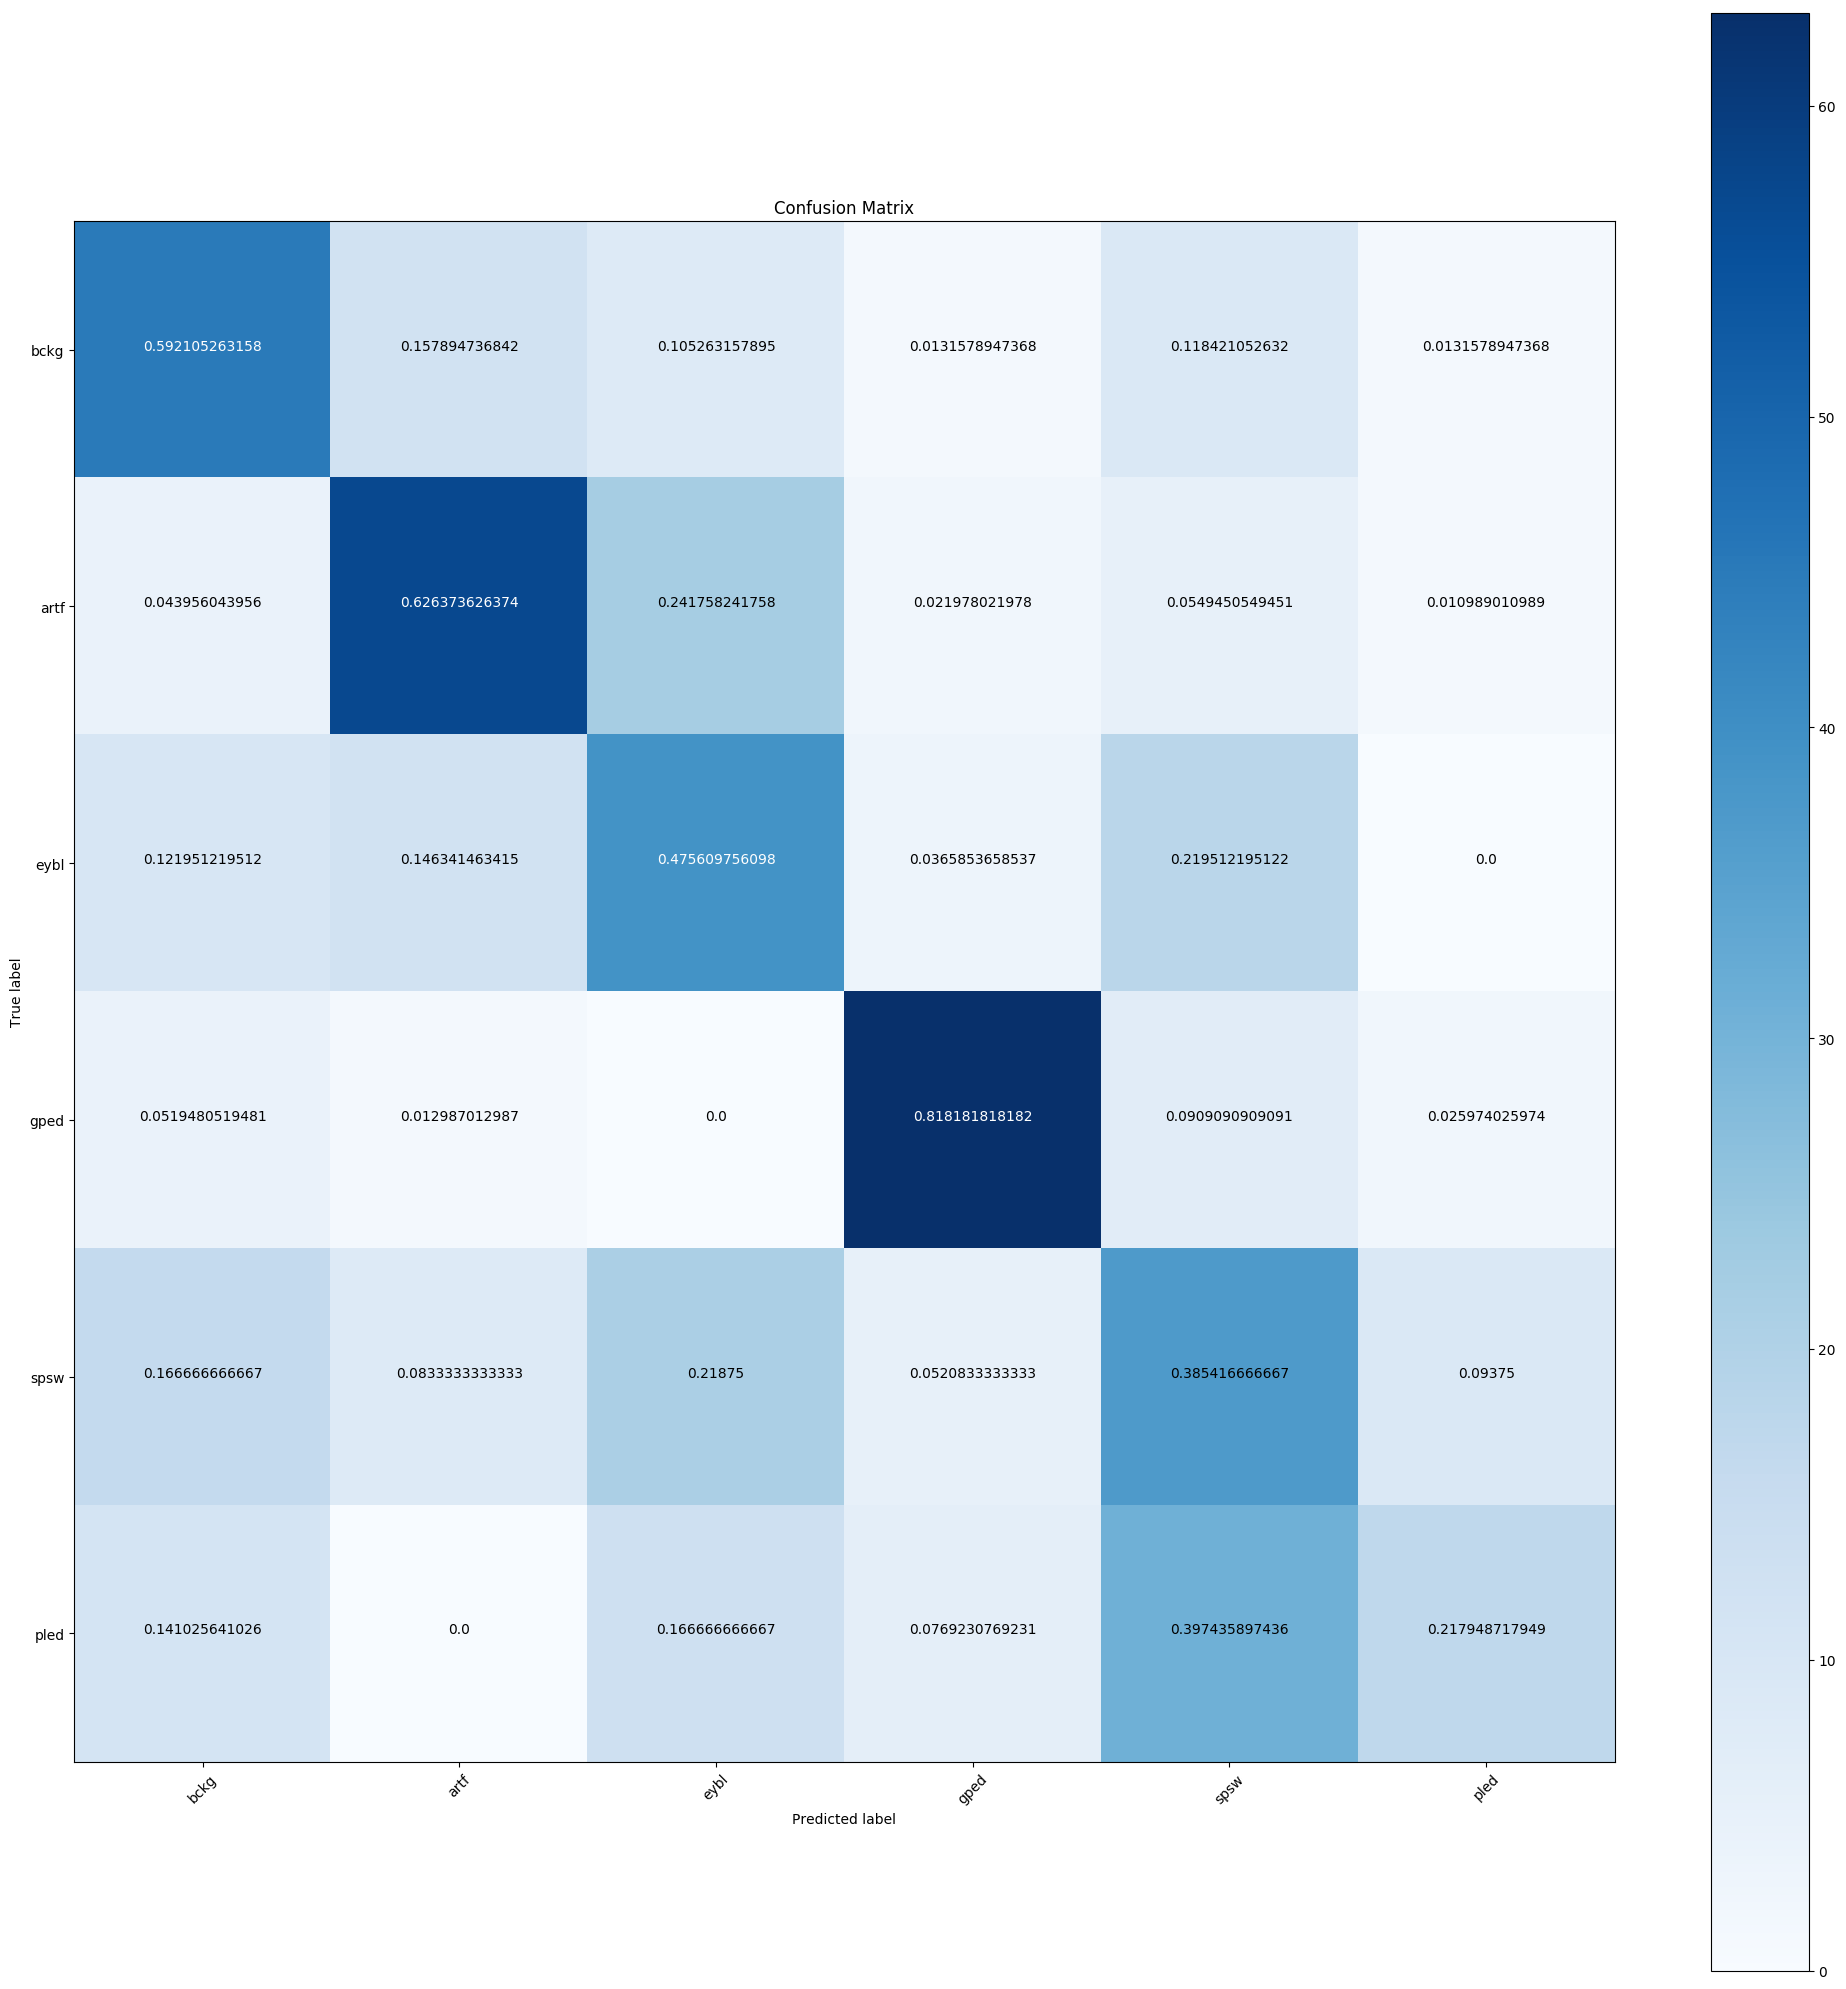 Confusion Matrix
bckg 0.592105263158 0.157894736842 0.105263157895 0.0131578947368 0.118421052632 0.0131578947368
artf 0.043956043956 0.626373626374 0.241758241758 0.021978021978 0.0549450549451 0.010989010989
eybl 0.121951219512 0.146341463415 0.475609756098 0.0365853658537 0.219512195122 0.0
gped 0.0519480519481 0.012987012987 0.0 0.818181818182 0.0909090909091 0.025974025974
spsw 0.166666666667 0.0833333333333 0.21875 0.0520833333333 0.385416666667 0.09375
pled 0.141025641026 0.0 0.166666666667 0.0769230769231 0.397435897436 0.217948717949
bckg artf eybl gped spsw pled
Predicted label
True label
60
50
40
30
20
10
0